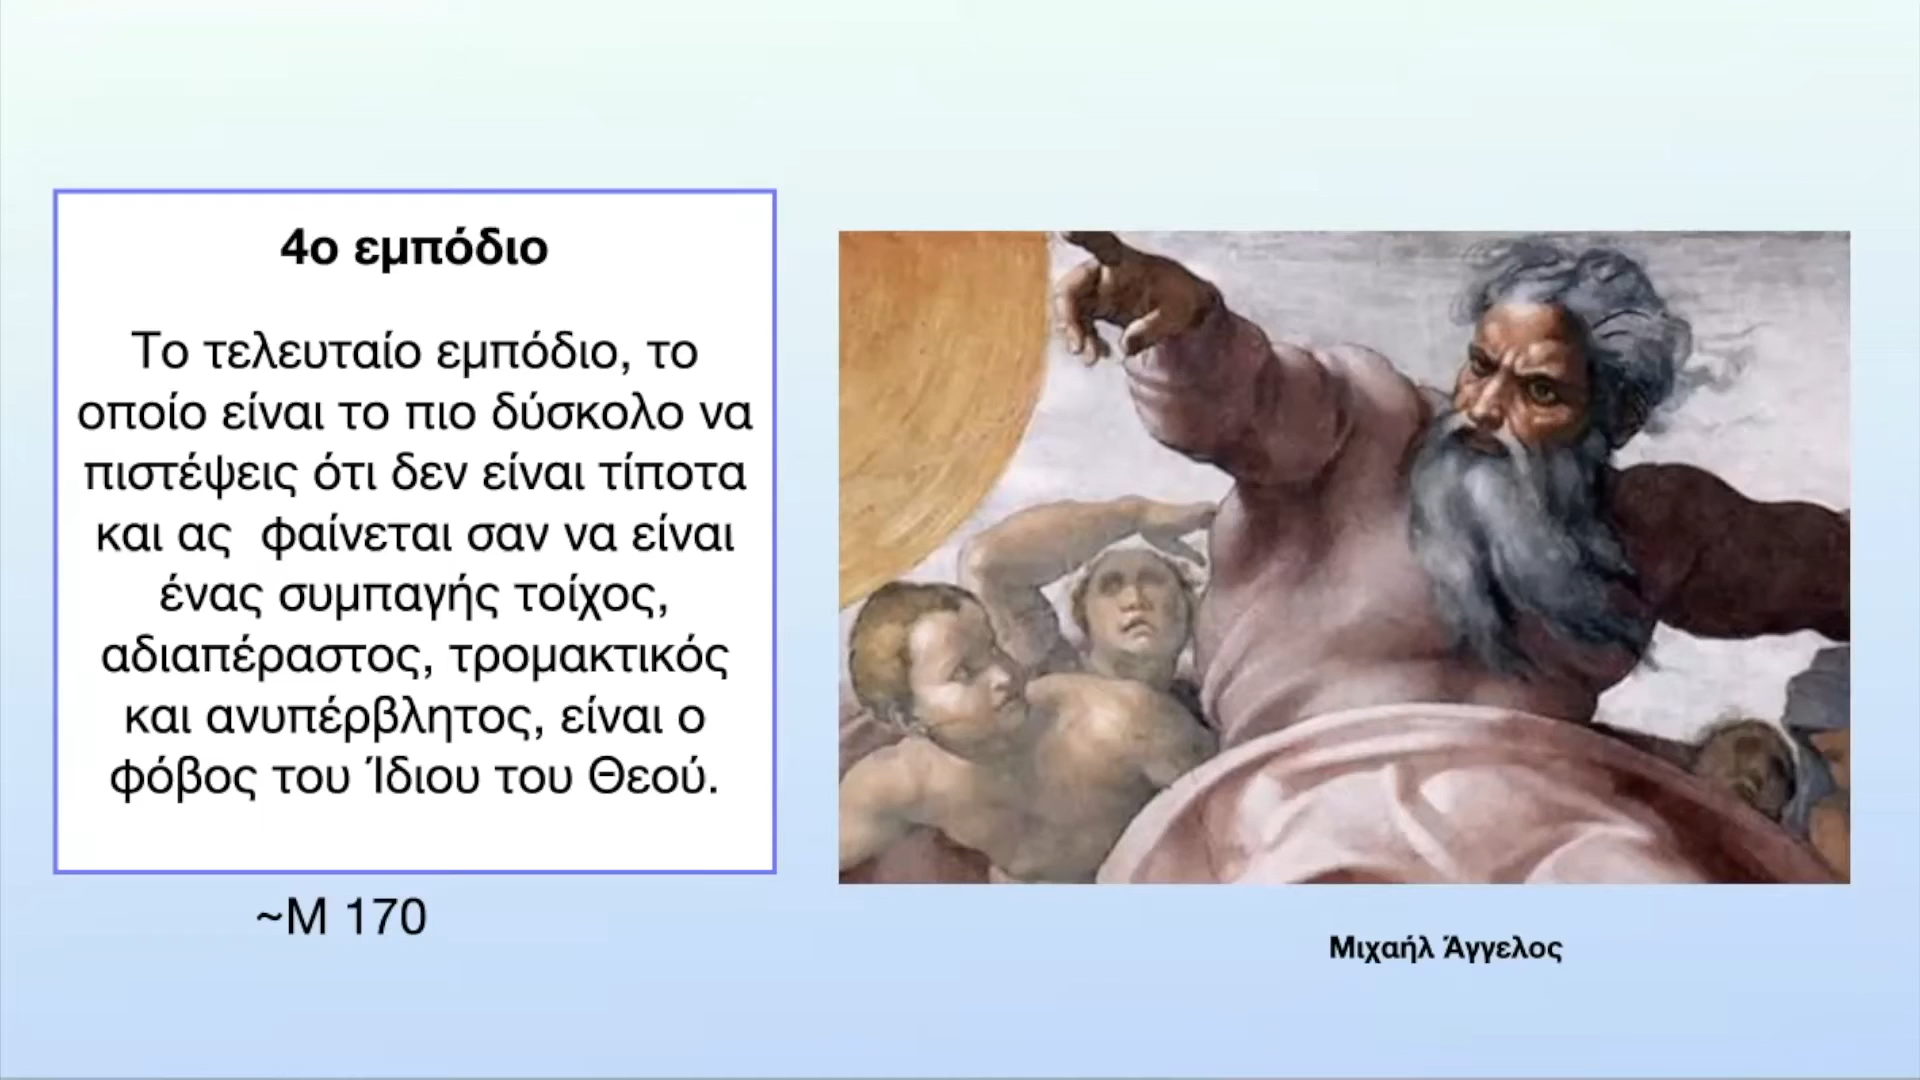 4ο εμπόδιο
Το τελευταίο εμπόδιο, το
οποίο είναι το πιο δύσκολο να
πιστέψεις ότι δεν είναι τίποτα
και ας  φαίνεται σαν να είναι
ένας συμπαγής τοίχος,
αδιαπέραστος, τρομακτικός
και ανυπέρβλητος, είναι ο
φόβος του Ίδιου του Θεού.
~Μ 170
Μιχαήλ Άγγελος